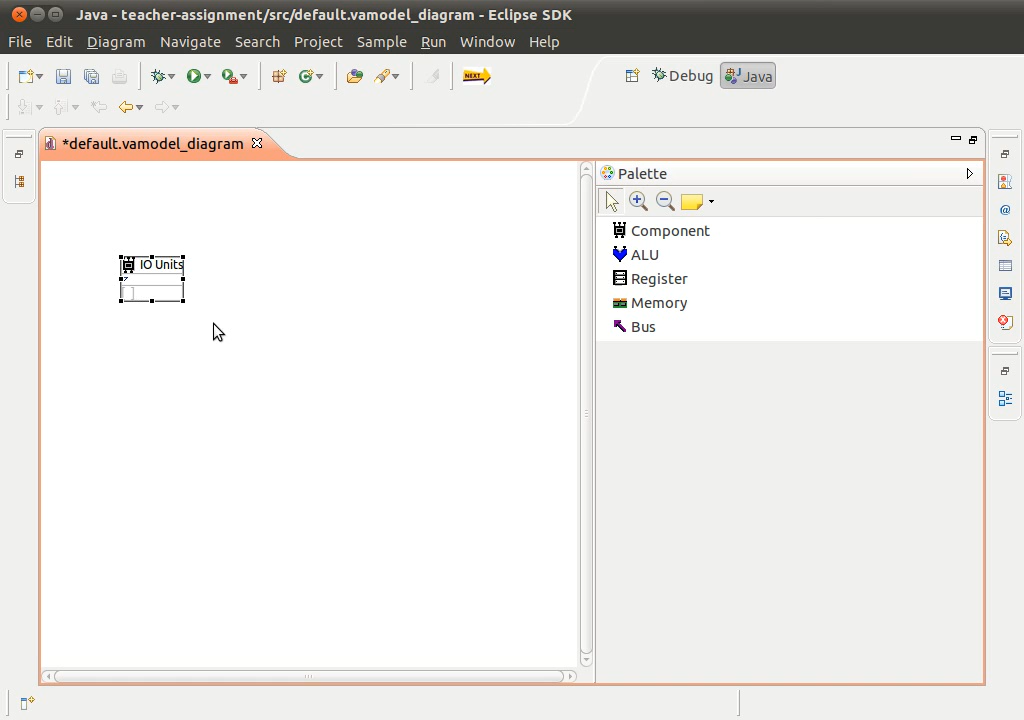 Java - teacher-assignment/src/default.vamodel_diagram - Eclipse SDK
File Edit Diagram Navigate Search Project Sample Run Window Help
NEXT
Debug Java
*default.vamodel_diagram
Palette
IO Units
Component
ALU
Register
Memory
Bus